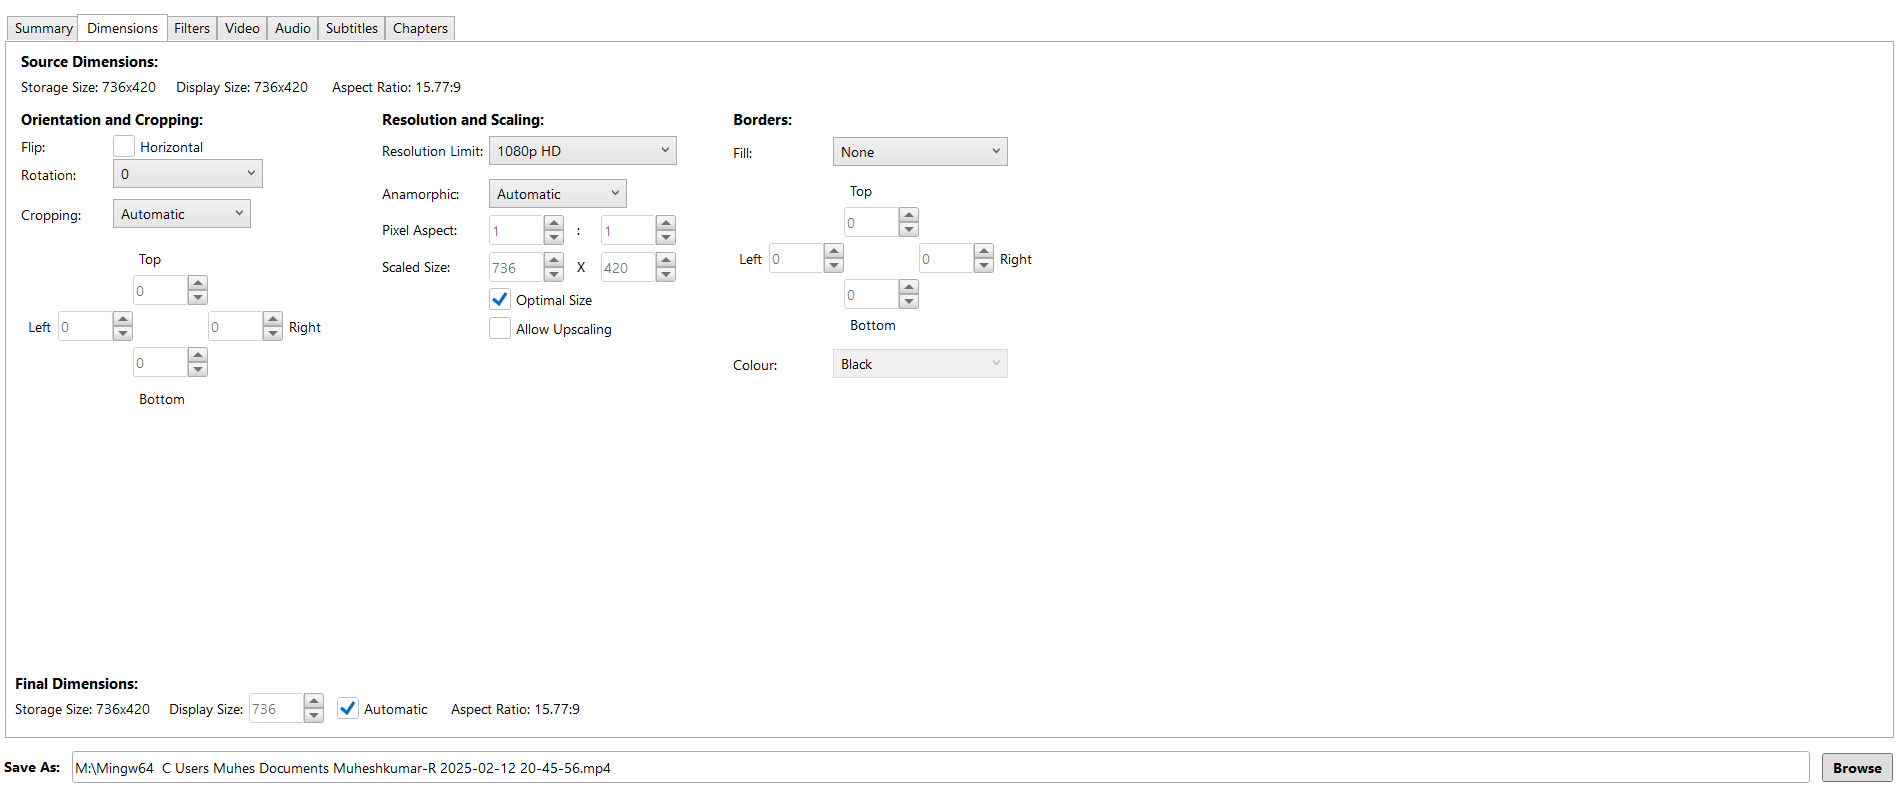 Summary Dimensions Filters Video Audio Subtitles Chapters
Source Dimensions:
Storage Size: 736x420 Display Size: 736x420 Aspect Ratio: 15.77:9
Orientation and Cropping:
Flip: Horizontal
Rotation: 0
Cropping: Automatic
Top
0
Left 0 0 Right
0
Bottom
Resolution and Scaling:
Resolution Limit: 1080p HD
Anamorphic: Automatic
Pixel Aspect: 1 : 1
Scaled Size: 736 X 420
Optimal Size
Allow Upscaling
Borders:
Fill: None
Top
0
Left 0 0 Right
0
Bottom
Colour: Black
Final Dimensions:
Storage Size: 736x420 Display Size: 736 Automatic Aspect Ratio: 15.77:9
Save As: M:\Mingw64  C Users Muhes Documents Muheshkumar-R 2025-02-12 20-45-56.mp4 Browse